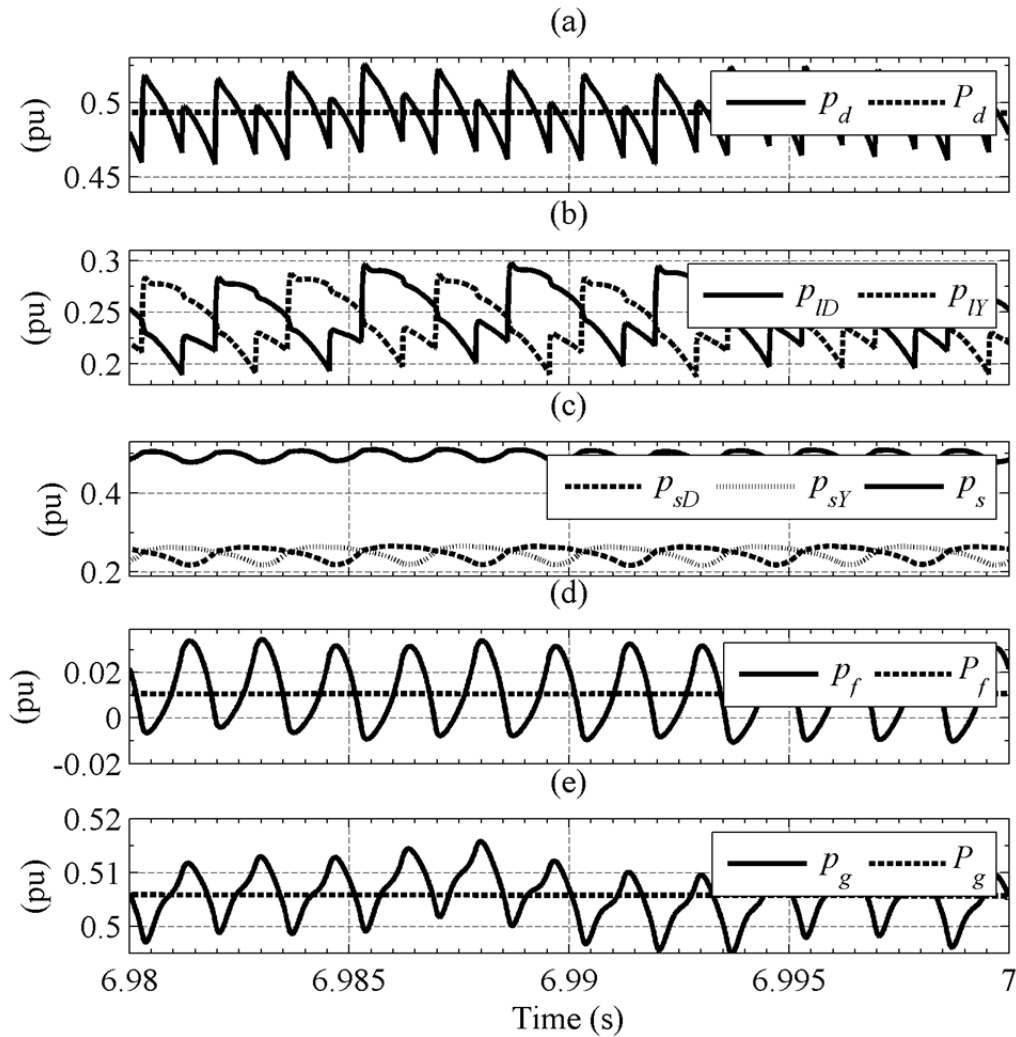 (a)
0.5
0.45
(pu)
p_d P_d
(b)
0.3
0.25
0.2
(pu)
p_lD p_lY
(c)
0.4
0.2
(pu)
p_sD p_sY p_s
(d)
0.02
0
-0.02
(pu)
p_f P_f
(e)
0.52
0.51
0.5
(pu)
p_g P_g
6.98 6.985 6.99 6.995 7
Time (s)